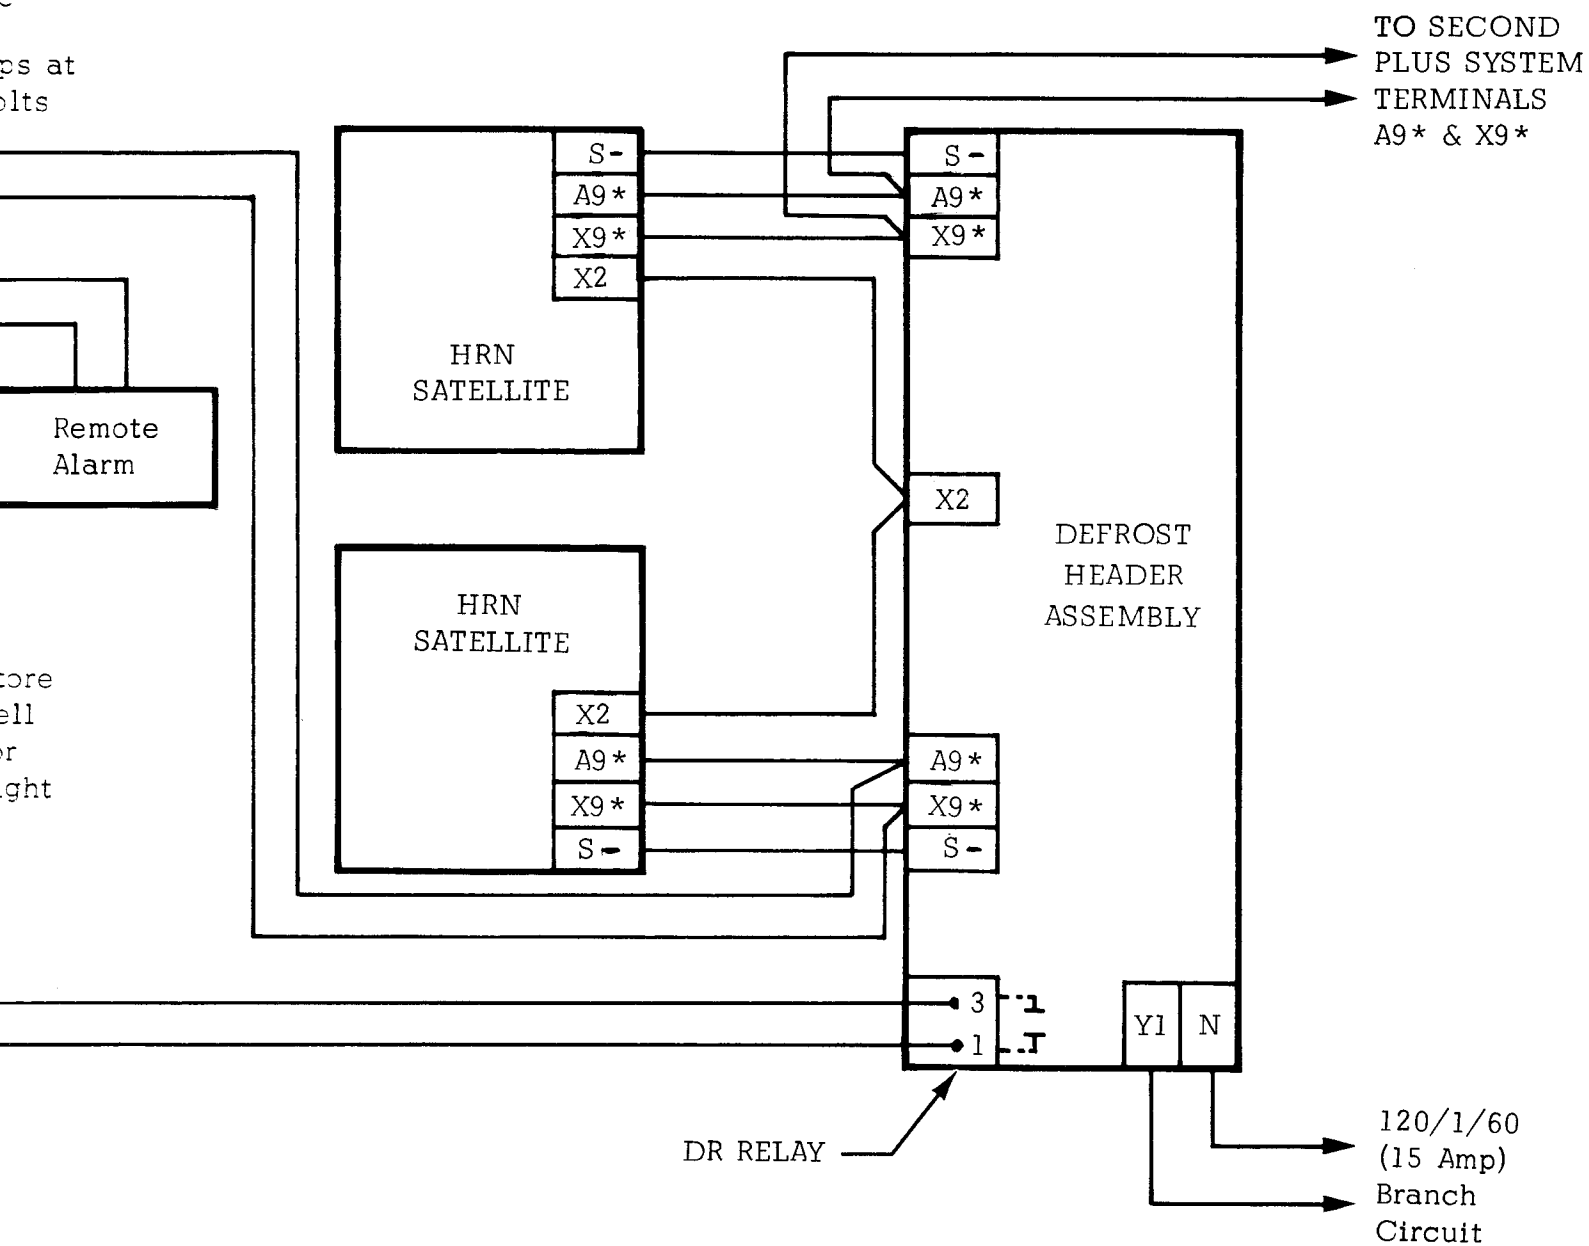 TO SECOND
PLUS SYSTEM
TERMINALS
A9* & X9*
at
S-
A9*
X9*
X2
HRN
SATELLITE
S-
A9*
X9*
Remote
Alarm
X2
DEFROST
HEADER
ASSEMBLY
HRN
SATELLITE
X2
A9*
X9*
S-
A9*
X9*
S-
3
1
Y1
N
DR RELAY
120/1/60
(15 Amp)
Branch
Circuit